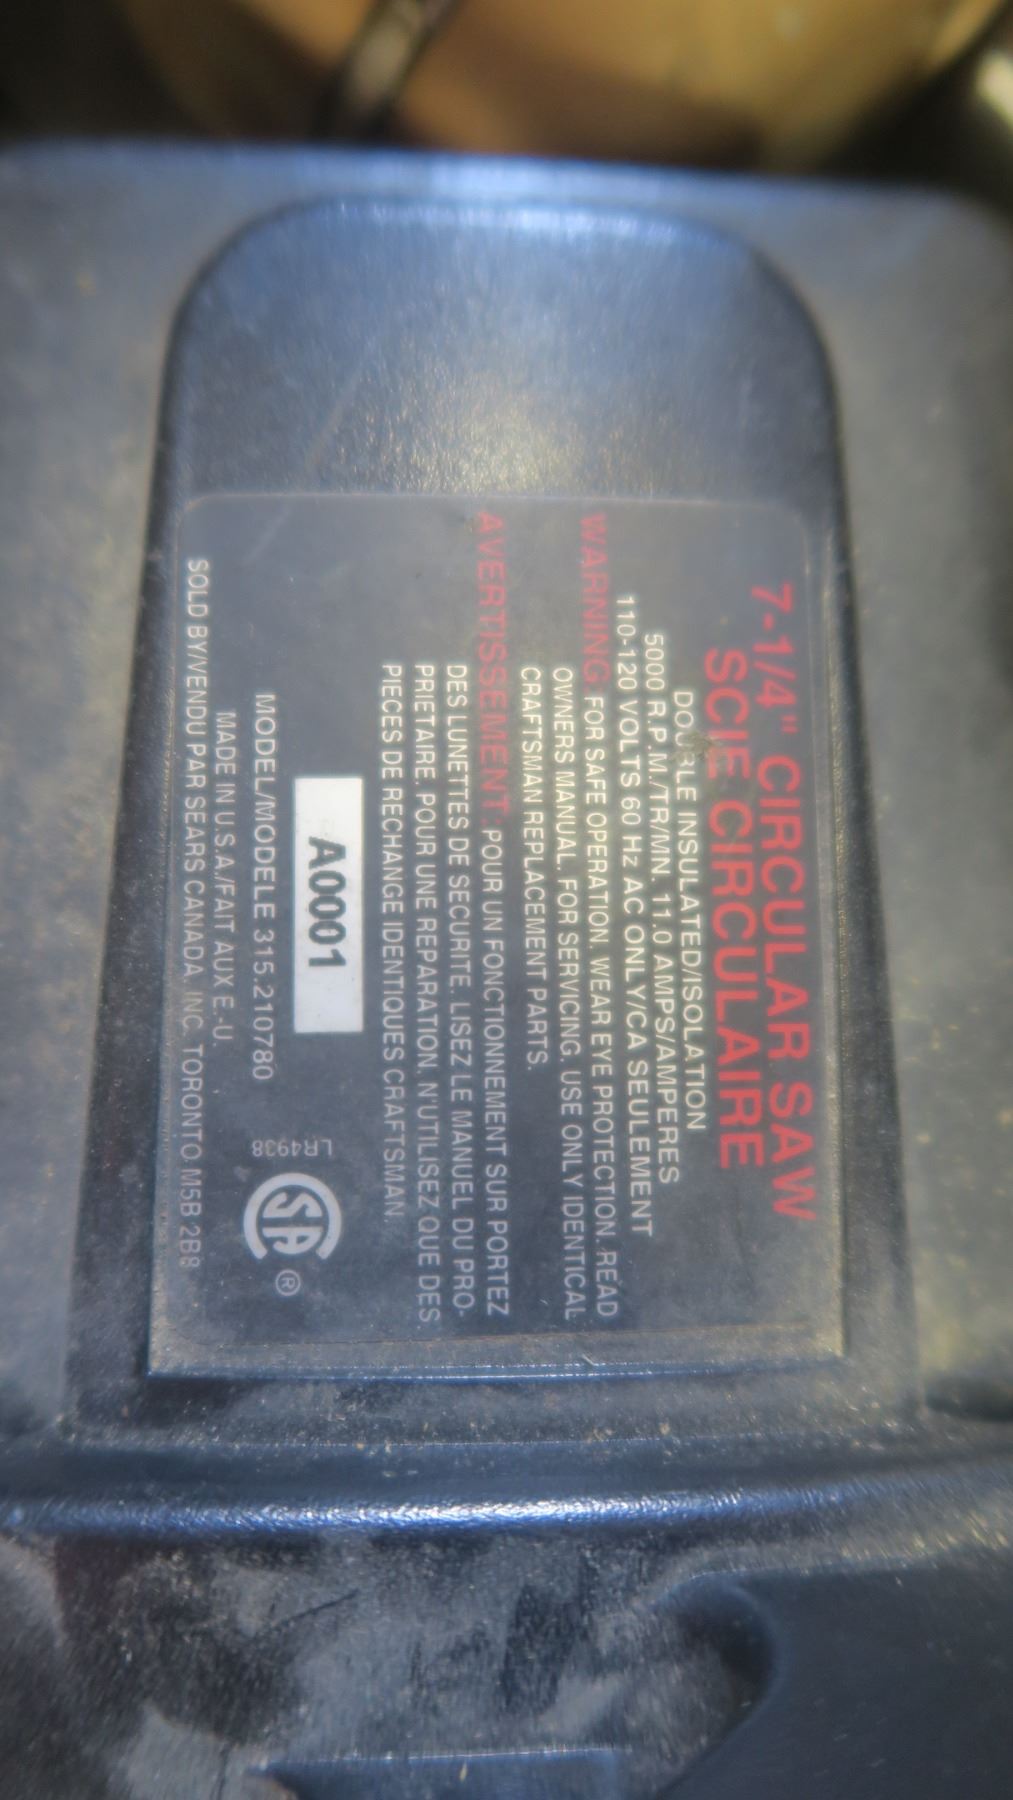 7-1/4" CIRCULAR SAW
SCIE CIRCULAIRE
DOUBLE INSULATED/ISOLATION
5000 R.P.M./TR/MN. 11.0 AMPS/AMPERES
110-120 VOLTS 60 Hz AC ONLY/CA SEULEMENT
WARNING: FOR SAFE OPERATION, WEAR EYE PROTECTION. READ
OWNERS MANUAL. FOR SERVICING, USE ONLY IDENTICAL
CRAFTSMAN REPLACEMENT PARTS.
AVERTISSEMENT: POUR UN FONCTIONNEMENT SUR PORTEZ
DES LUNETTES DE SECURITE. LISEZ LE MANUEL DU PRO-
PRIETAIRE. POUR UNE REPARATION, N'UTILISEZ QUE DES
PIECES DE RECHANGE IDENTIQUES CRAFTSMAN.
A0001
LR4938
SA ®
MODEL/MODELE 315.210780
MADE IN U.S.A./FAIT AUX E.-U.
SOLD BY/VENDU PAR SEARS CANADA, INC. TORONTO M5B 2B8